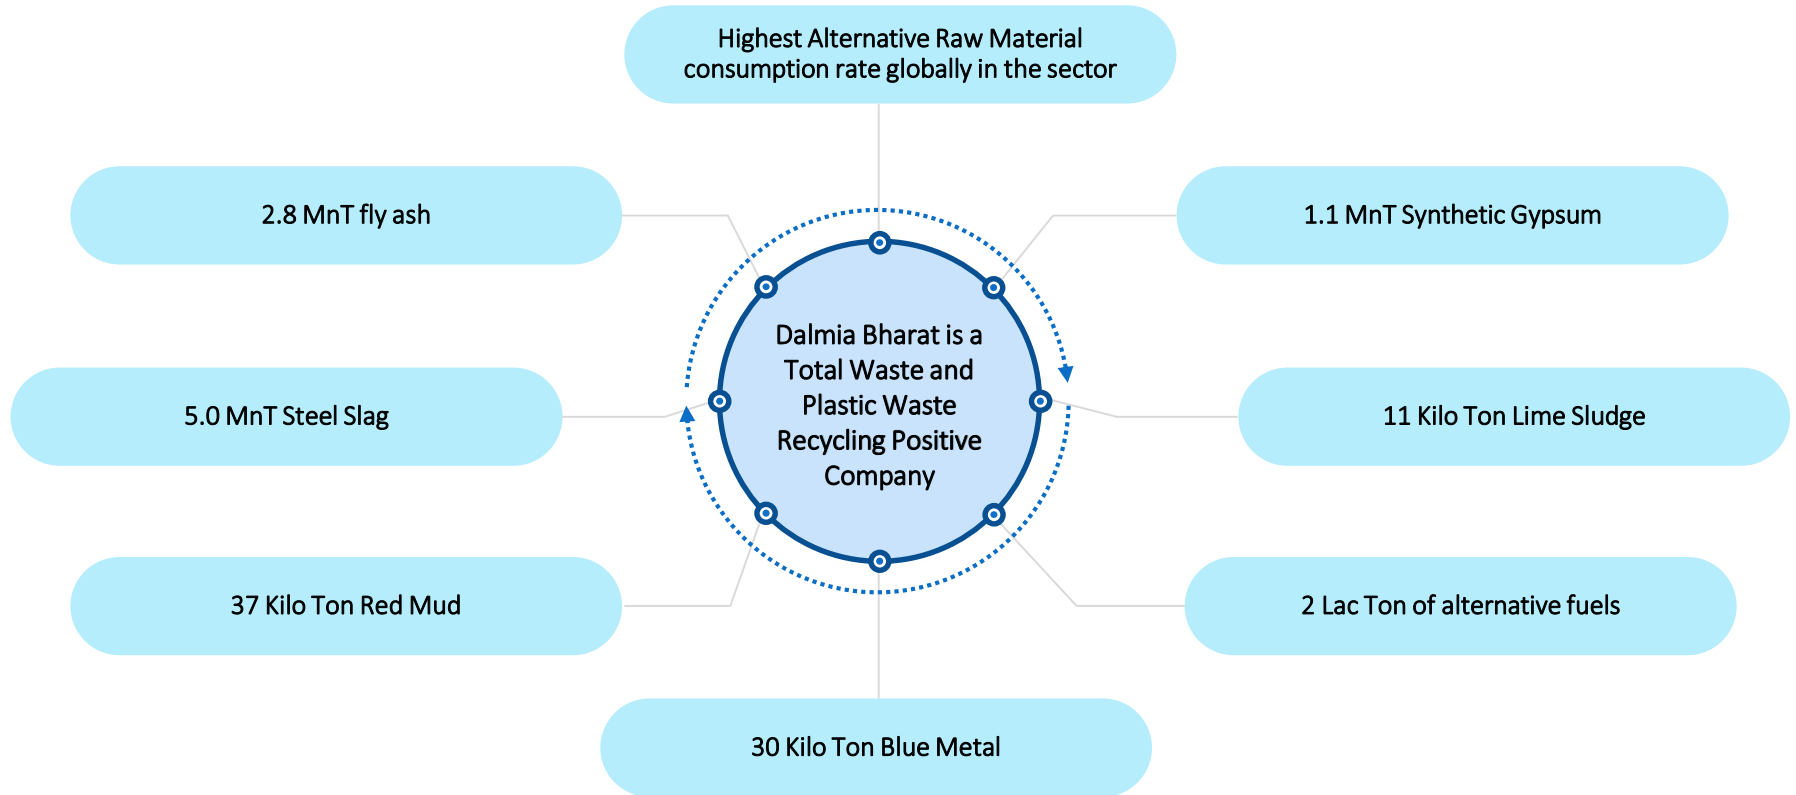 Highest Alternative Raw Material
consumption rate globally in the sector
2.8 MnT fly ash
1.1 MnT Synthetic Gypsum
Dalmia Bharat is a
Total Waste and
Plastic Waste
Recycling Positive
Company
5.0 MnT Steel Slag
11 Kilo Ton Lime Sludge
37 Kilo Ton Red Mud
2 Lac Ton of alternative fuels
30 Kilo Ton Blue Metal